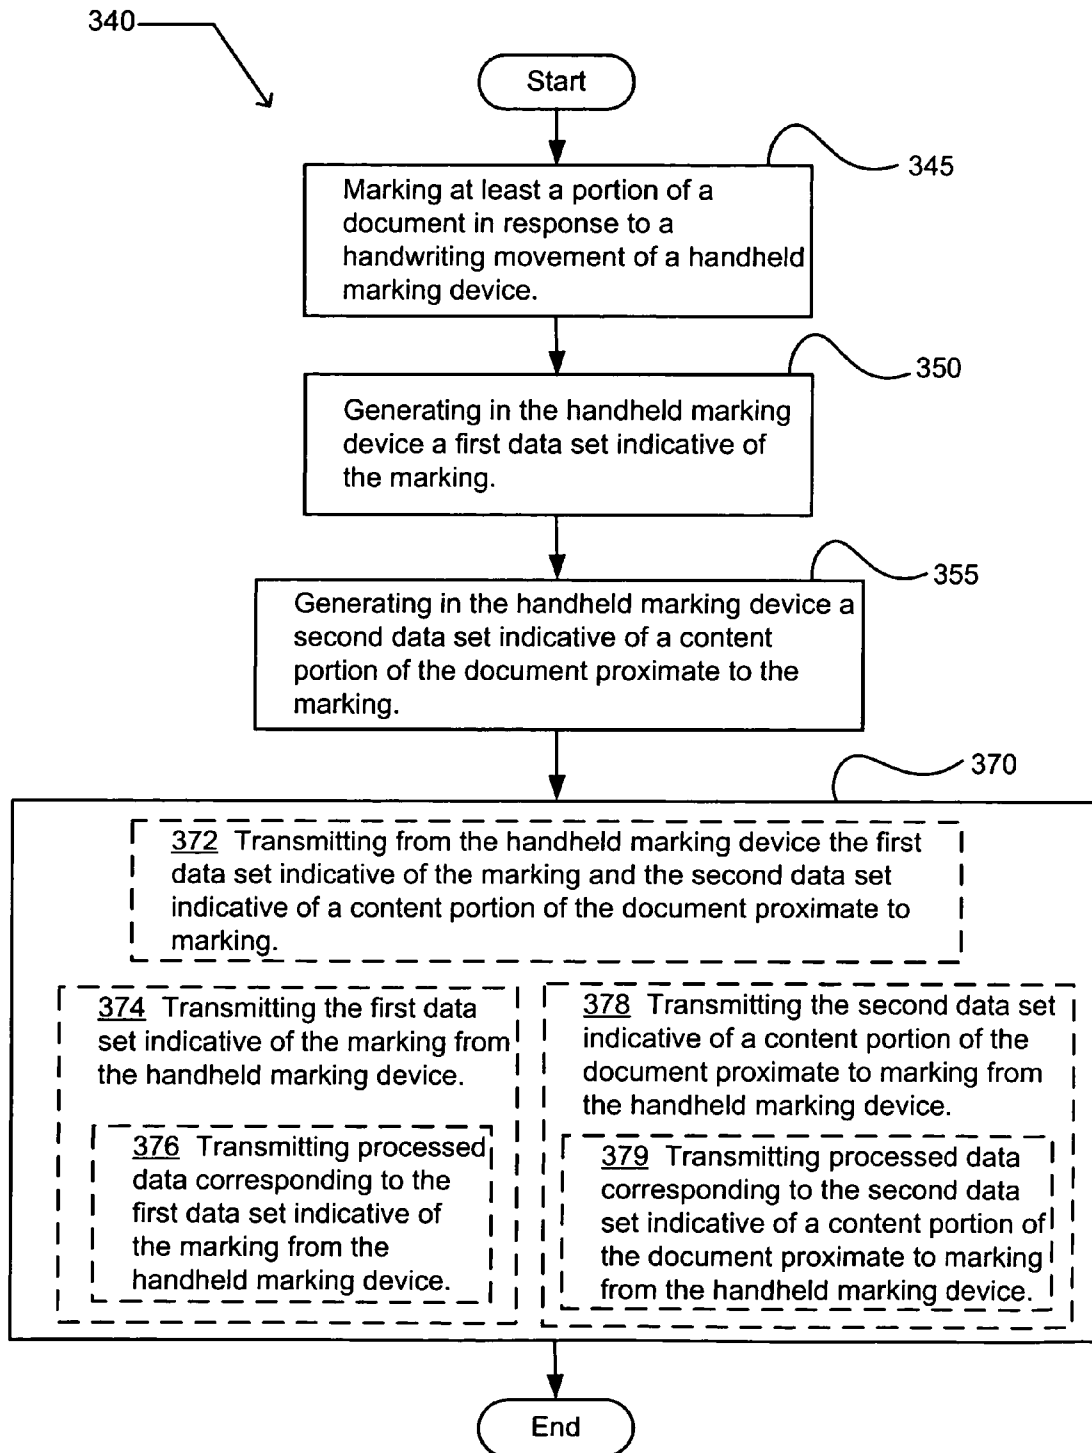 340
Start
345
Marking at least a portion of a
document in response to a
handwriting movement of a handheld
marking device.
350
Generating in the handheld marking
device a first data set indicative of
the marking.
355
Generating in the handheld marking device a
second data set indicative of a content
portion of the document proximate to the
marking.
370
372 Transmitting from the handheld marking device the first
data set indicative of the marking and the second data set
indicative of a content portion of the document proximate to
marking.
374 Transmitting the first data
set indicative of the marking from
the handheld marking device.
376 Transmitting processed
data corresponding to the
first data set indicative of
the marking from the
handheld marking device.
378 Transmitting the second data set
indicative of a content portion of the
document proximate to marking from
the handheld marking device.
379 Transmitting processed data
corresponding to the second data
set indicative of a content portion of
the document proximate to marking
from the handheld marking device.
End